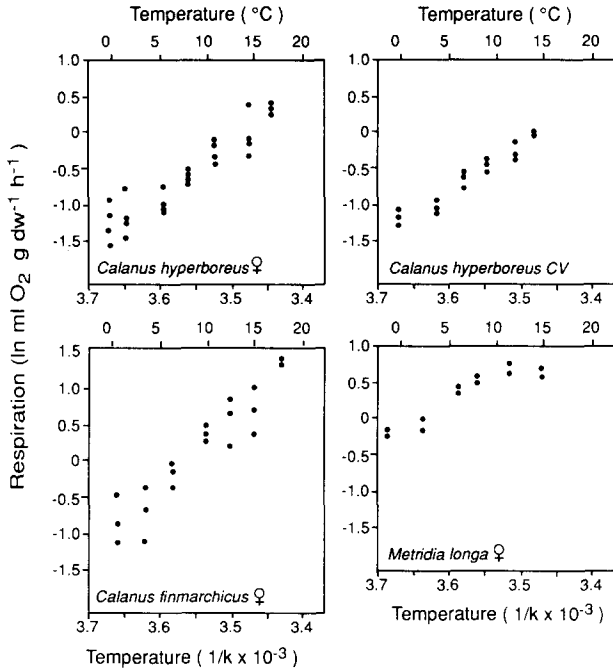 Temperature ( °C)
Temperature ( °C)
0 5 10 15 20
0 5 10 15 20
1.0
0.5
0
-0.5
-1.0
-1.5
Calanus hyperboreus ♀
3.7 3.6 3.5 3.4
1.0
0.5
0
-0.5
-1.0
-1.5
Calanus hyperboreus CV
3.7 3.6 3.5 3.4
Respiration (ln ml O₂ g dw⁻¹ h⁻¹)
0 5 10 15 20
0 5 10 15 20
1.5
1.0
0.5
0
-0.5
-1.0
-1.5
Calanus finmarchicus ♀
3.7 3.6 3.5 3.4
1.0
0.5
0
-0.5
-1.0
-1.5
Metridia longa ♀
3.7 3.6 3.5 3.4
Temperature ( 1/k x 10⁻³)
Temperature ( 1/k x 10⁻³)